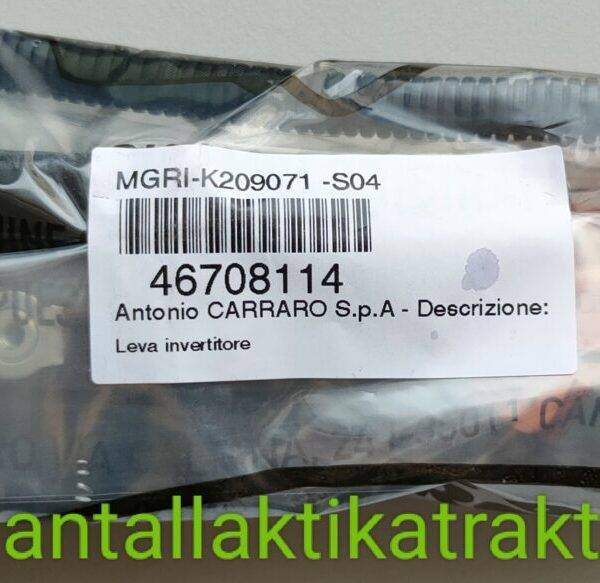 MGRI-K209071 -S04
46708114
Antonio CARRARO S.p.A - Descrizione:
Leva invertitore
antallaktikatrakt